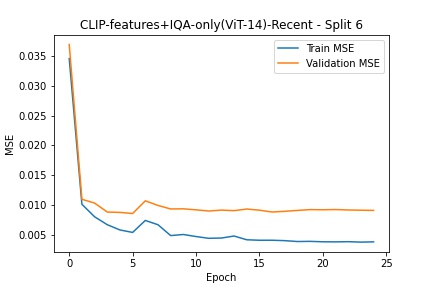 CLIP-features+IQA-only(ViT-14)-Recent - Split 6
Train MSE
Validation MSE
MSE
0.035
0.030
0.025
0.020
0.015
0.010
0.005
0 5 10 15 20 25
Epoch